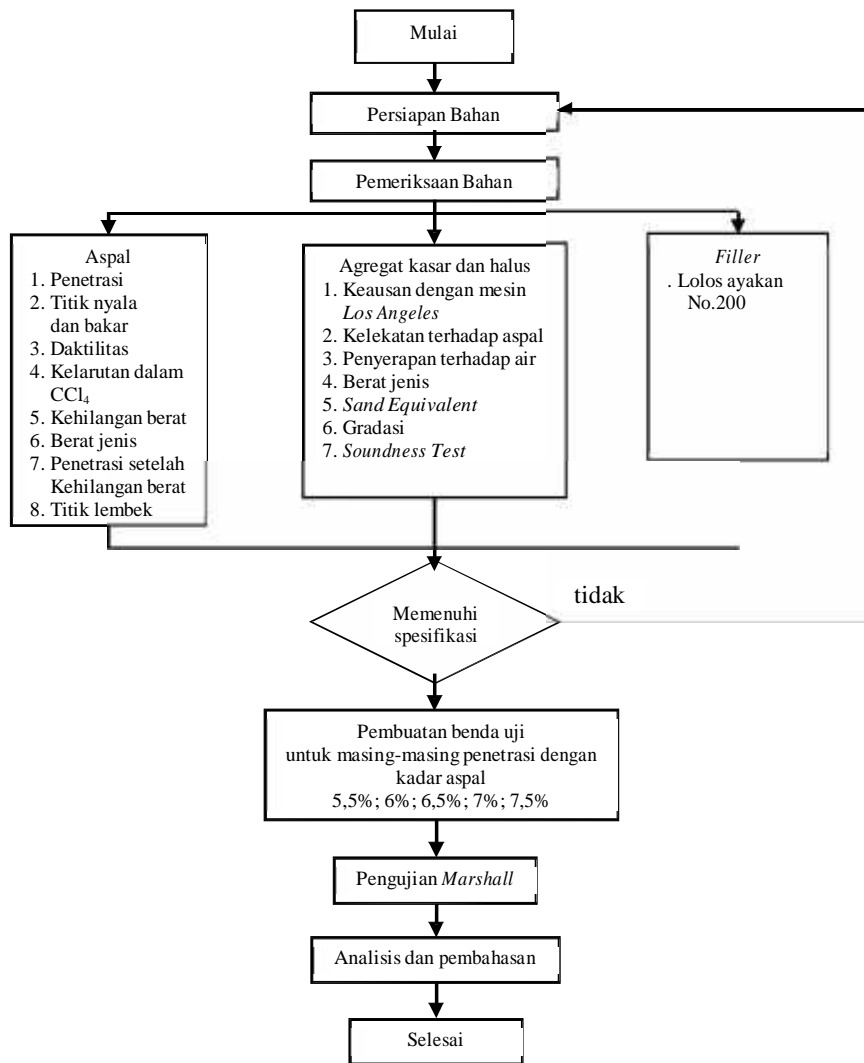 Mulai
Persiapan Bahan
Pemeriksaan Bahan
Aspal
1. Penetrasi
2. Titik nyala
dan bakar
3. Daktilitas
4. Kelarutan dalam
CCl₄
5. Kehilangan berat
6. Berat jenis
7. Penetrasi setelah
Kehilangan berat
8. Titik lembek
Agregat kasar dan halus
1. Keausan dengan mesin
Los Angeles
2. Kelekatan terhadap aspal
3. Penyerapan terhadap air
4. Berat jenis
5. Sand Equivalent
6. Gradasi
7. Soundness Test
Filler
. Lolos ayakan
No.200
Memenuhi
spesifikasi
tidak
Pembuatan benda uji
untuk masing-masing penetrasi dengan
kadar aspal
5,5% ; 6% ; 6,5% ; 7% ; 7,5%
Pengujian Marshall
Analisis dan pembahasan
Selesai